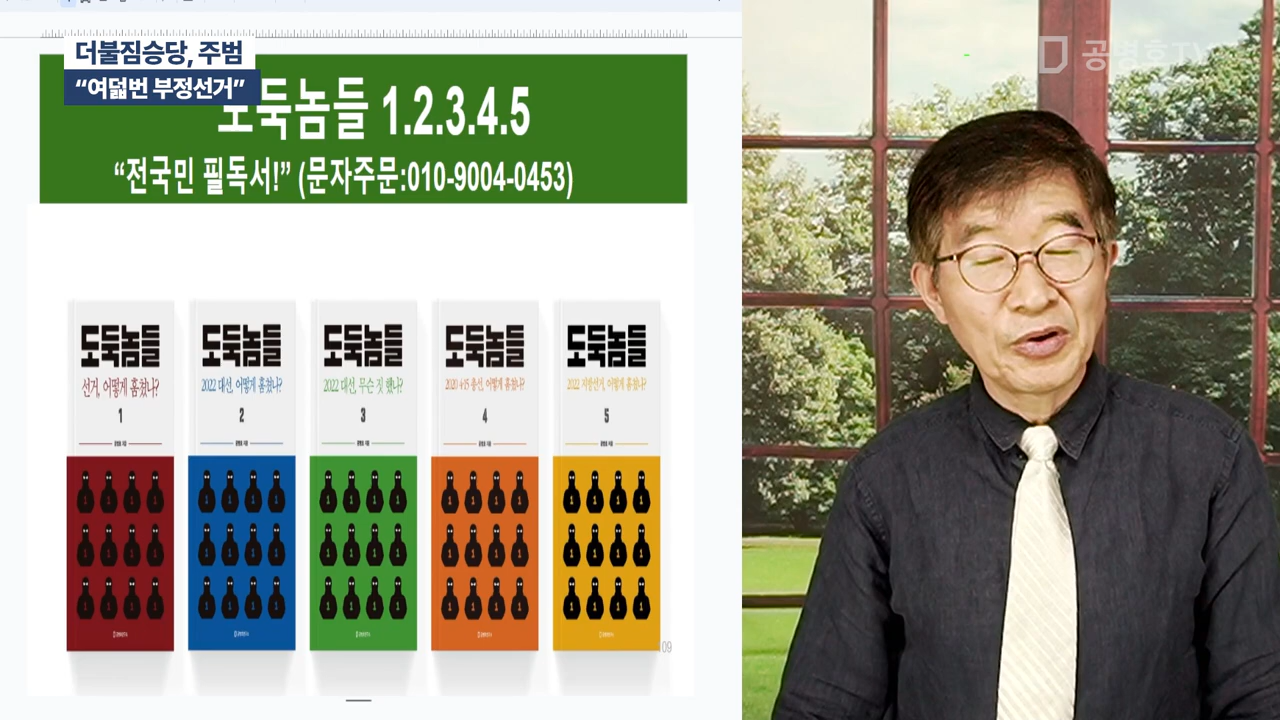 더불짐승당, 주범
“여덟번 부정선거”
도둑놈들 1.2.3.4.5
“전국민 필독서!” (문자주문:010-9004-0453)
공병호TV
도둑놈들
선거, 어떻게 훔쳤나?
1
도둑놈들
2022 대선, 어떻게 훔쳤나?
2
도둑놈들
2022 대선, 무슨 짓 했나?
3
도둑놈들
2020 4·15 총선, 어떻게 훔쳤나?
4
도둑놈들
2022 지방선거, 어떻게 훔쳤나?
5
09